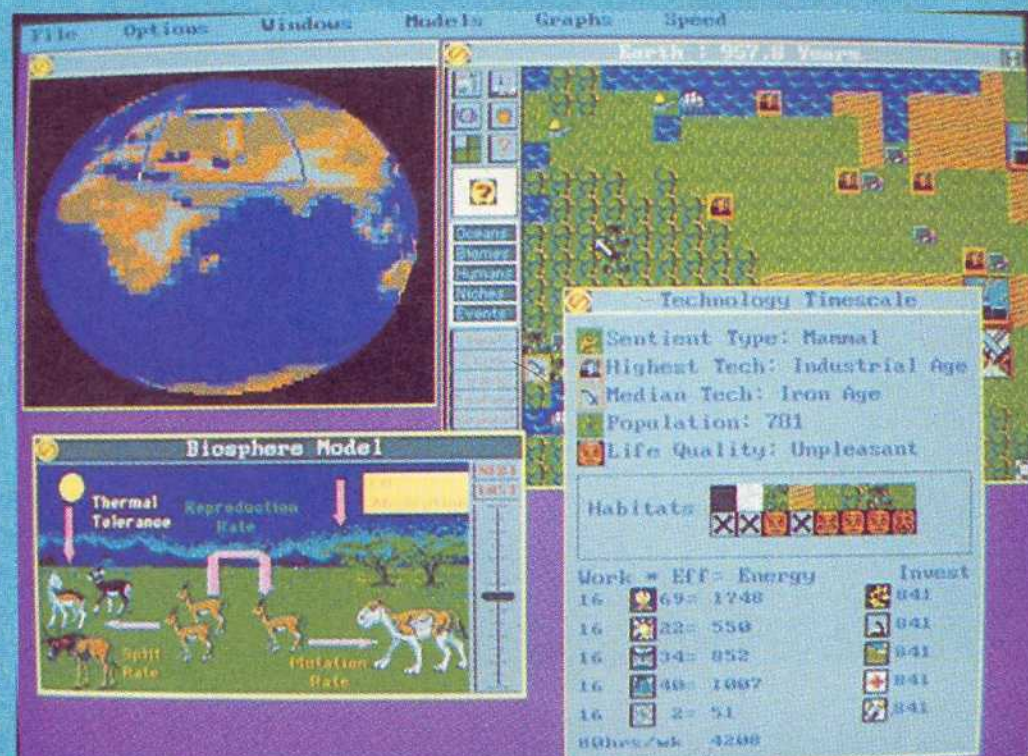 File Options Windows Models Graphs Speed
Earth : 957.8 Years
Oceans
Biomes
Humans
Niches
Events
Technology Timescale
Sentient Type: Mammal
Highest Tech: Industrial Age
Median Tech: Iron Age
Population: 781
Life Quality: Unpleasant
Habitats
Work * Eff= Energy Invest
16 69= 1748 841
16 22= 550 841
16 34= 852 841
16 40= 1007 841
16 2= 51 841
80hrs/wk 4208
Biosphere Model
Thermal
Tolerance
Reproduction
Rate
Split
Rate
Mutation
Rate